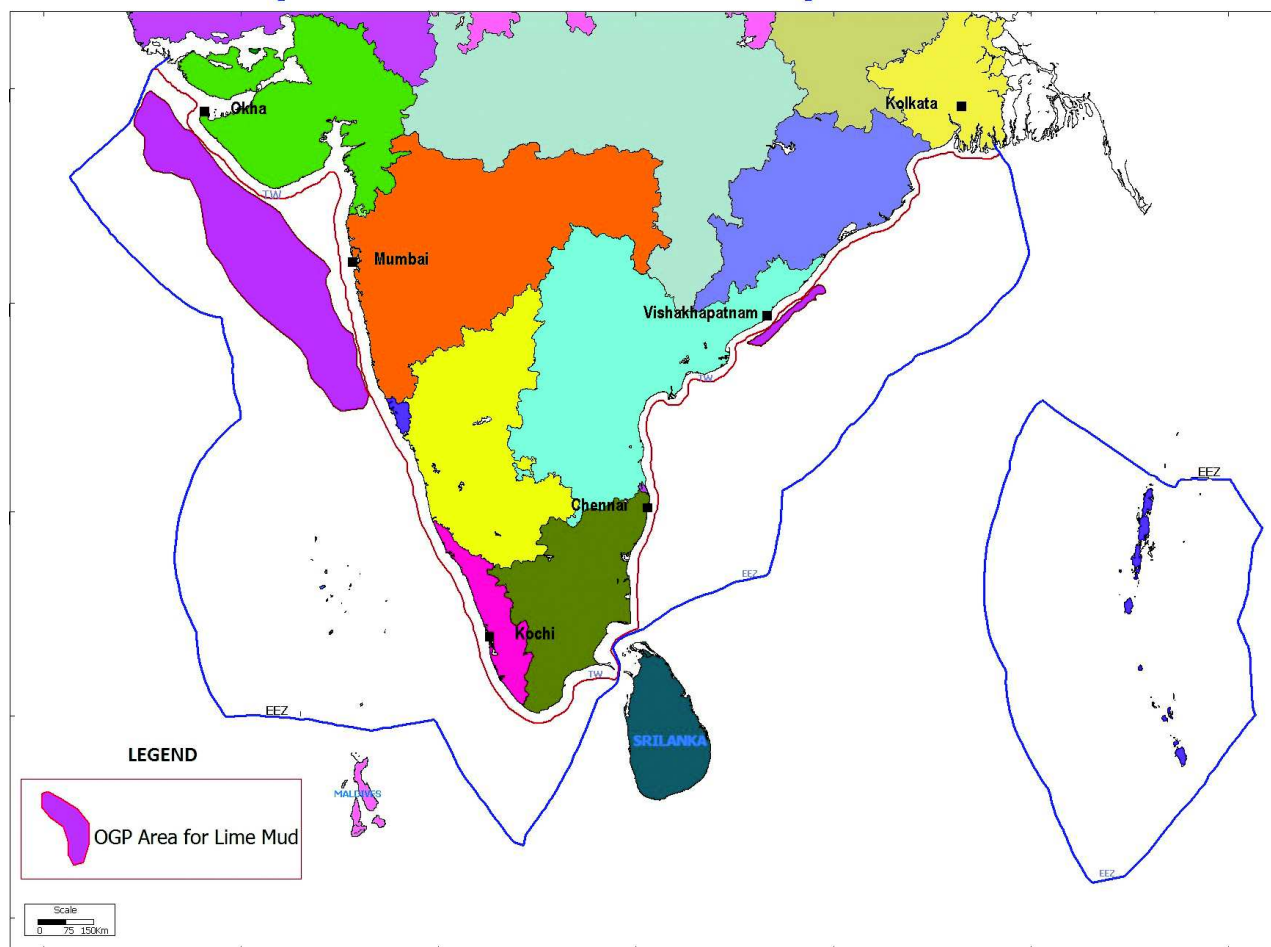 Okha
Kolkata
TW
Mumbai
Vishakhapatnam
TW
EEZ
Chennai
EEZ
Kochi
TW
EEZ
SRILANKA
LEGEND
MALDIVES
OGP Area for Lime Mud
EEZ
Scale
0 75 150Km